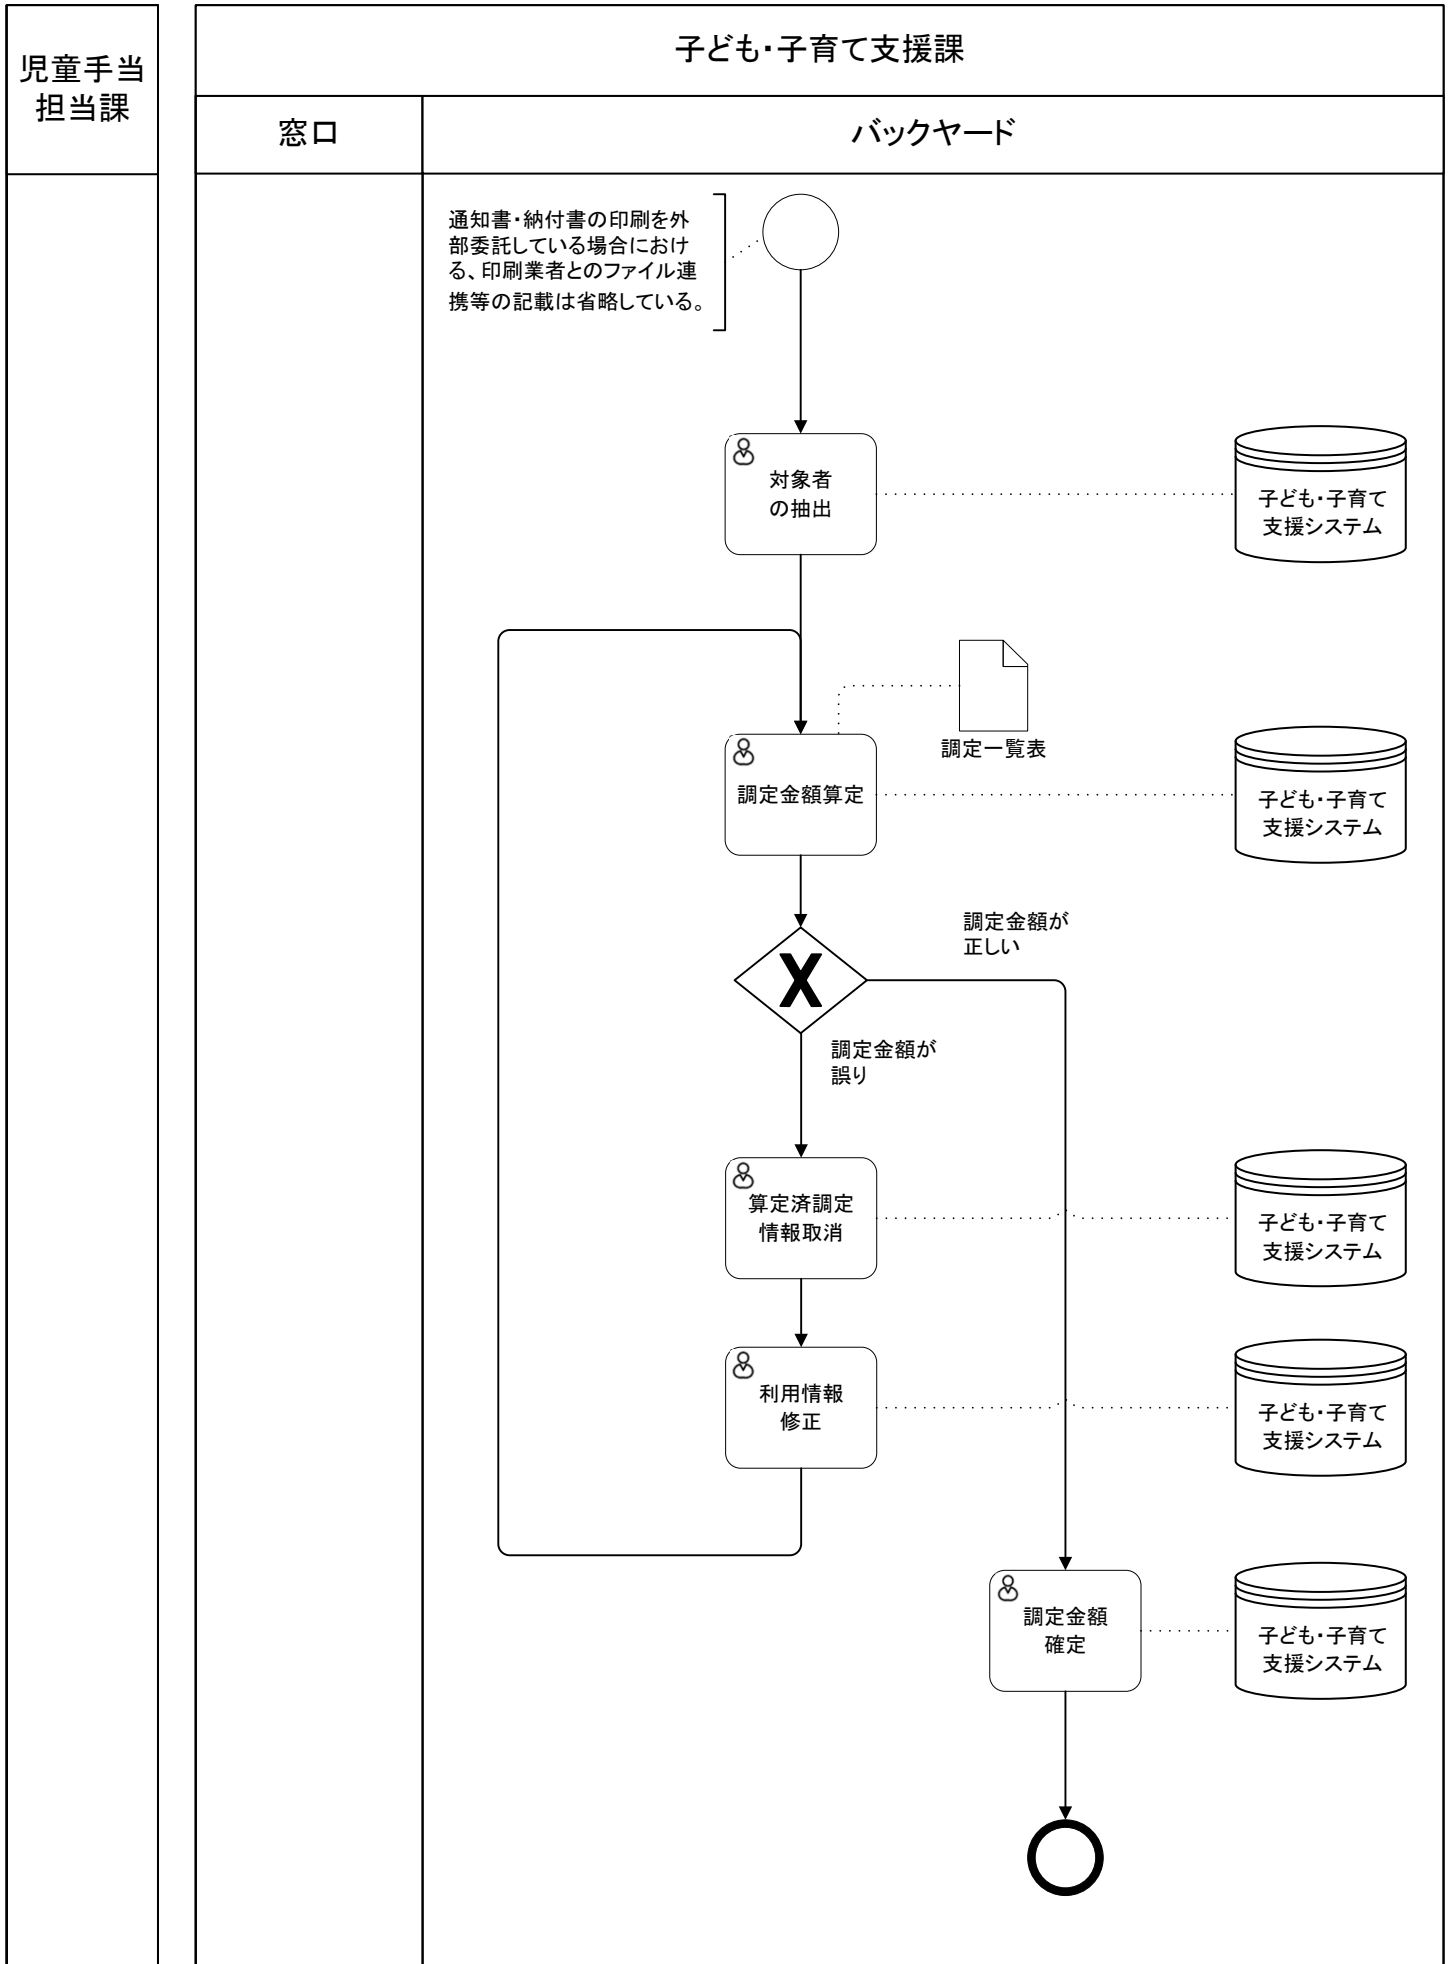 児童手当
担当課
子ども・子育て支援課
窓口
バックヤード
通知書・納付書の印刷を外
部委託している場合におけ
る、印刷業者とのファイル連
携等の記載は省略している。
対象者
の抽出
子ども・子育て
支援システム
調定一覧表
調定金額算定
子ども・子育て
支援システム
調定金額が
正しい
X
調定金額が
誤り
算定済調定
情報取消
子ども・子育て
支援システム
利用情報
修正
子ども・子育て
支援システム
調定金額
確定
子ども・子育て
支援システム